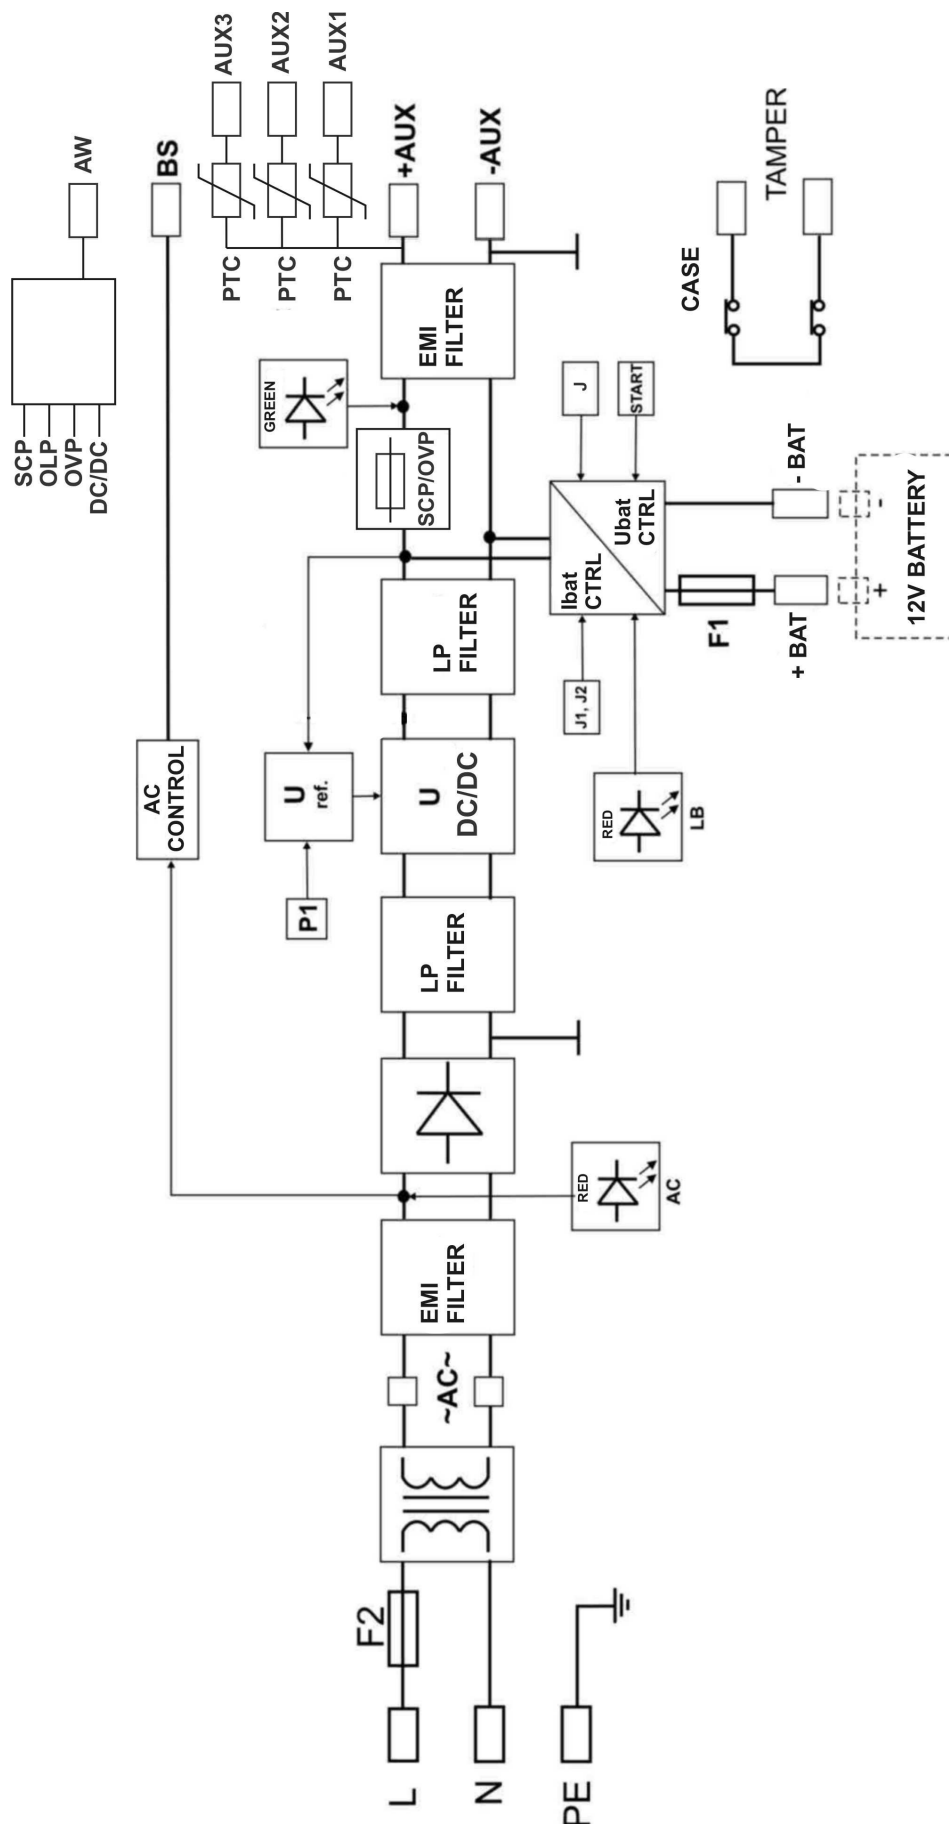 SCP
OLP
OVP
DC/DC
AW
BS
AUX3
AUX2
AUX1
PTC
PTC
PTC
+AUX
-AUX
AC
CONTROL
GREEN
SCP/OVP
EMI
FILTER
U
ref.
P1
L
N
PE
F2
~AC~
EMI
FILTER
RED
AC
LP
FILTER
U
DC/DC
LP
FILTER
RED
LB
J1, J2
J
START
Ibat
CTRL
Ubat
CTRL
F1
+ BAT
- BAT
+
-
12V BATTERY
CASE
TAMPER